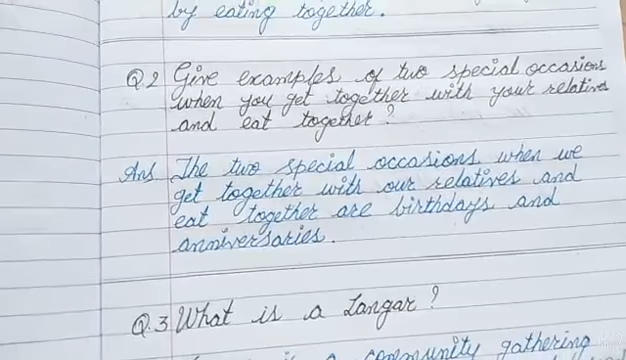 by eating together.
Q2 Give examples of two special occasions
when you get together with your relatives
and eat together?
Ans The two special occasions when we
get together with our relatives and
eat together are birthdays and
anniversaries.
Q.3 What is a Langar?
a community gathering